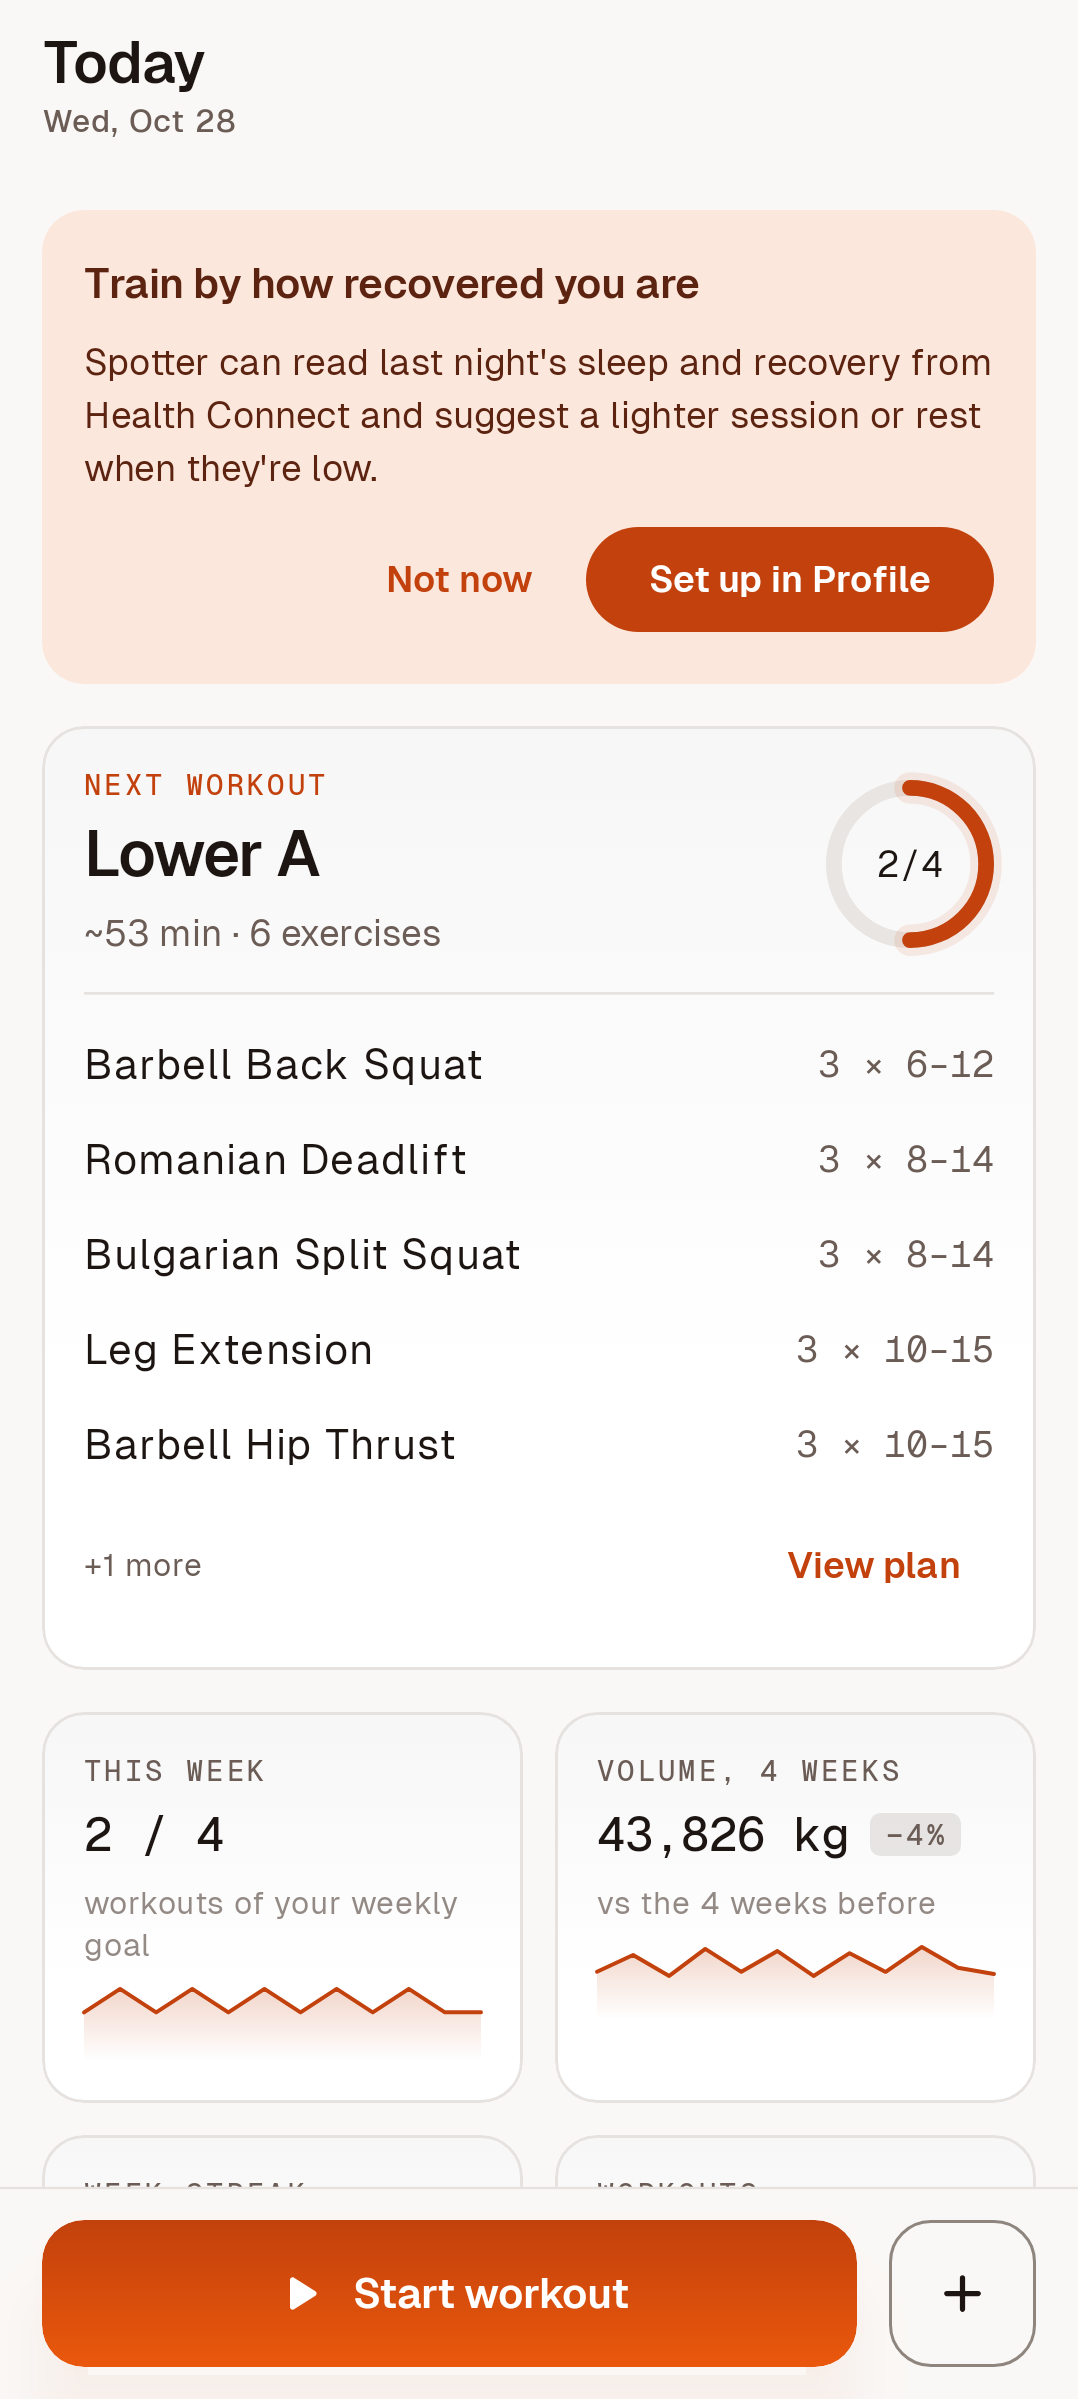 Today
Wed, Oct 28
Train by how recovered you are
Spotter can read last night's sleep and recovery from
Health Connect and suggest a lighter session or rest
when they're low.
Not now
Set up in Profile
NEXT WORKOUT
Lower A
~53 min · 6 exercises
2/4
Barbell Back Squat
3 × 6–12
Romanian Deadlift
3 × 8–14
Bulgarian Split Squat
3 × 8–14
Leg Extension
3 × 10–15
Barbell Hip Thrust
3 × 10–15
+1 more
View plan
THIS WEEK
2 / 4
workouts of your weekly
goal
VOLUME, 4 WEEKS
43,826 kg
−4%
vs the 4 weeks before
WEEK STREAK
WORKOUTS
Start workout